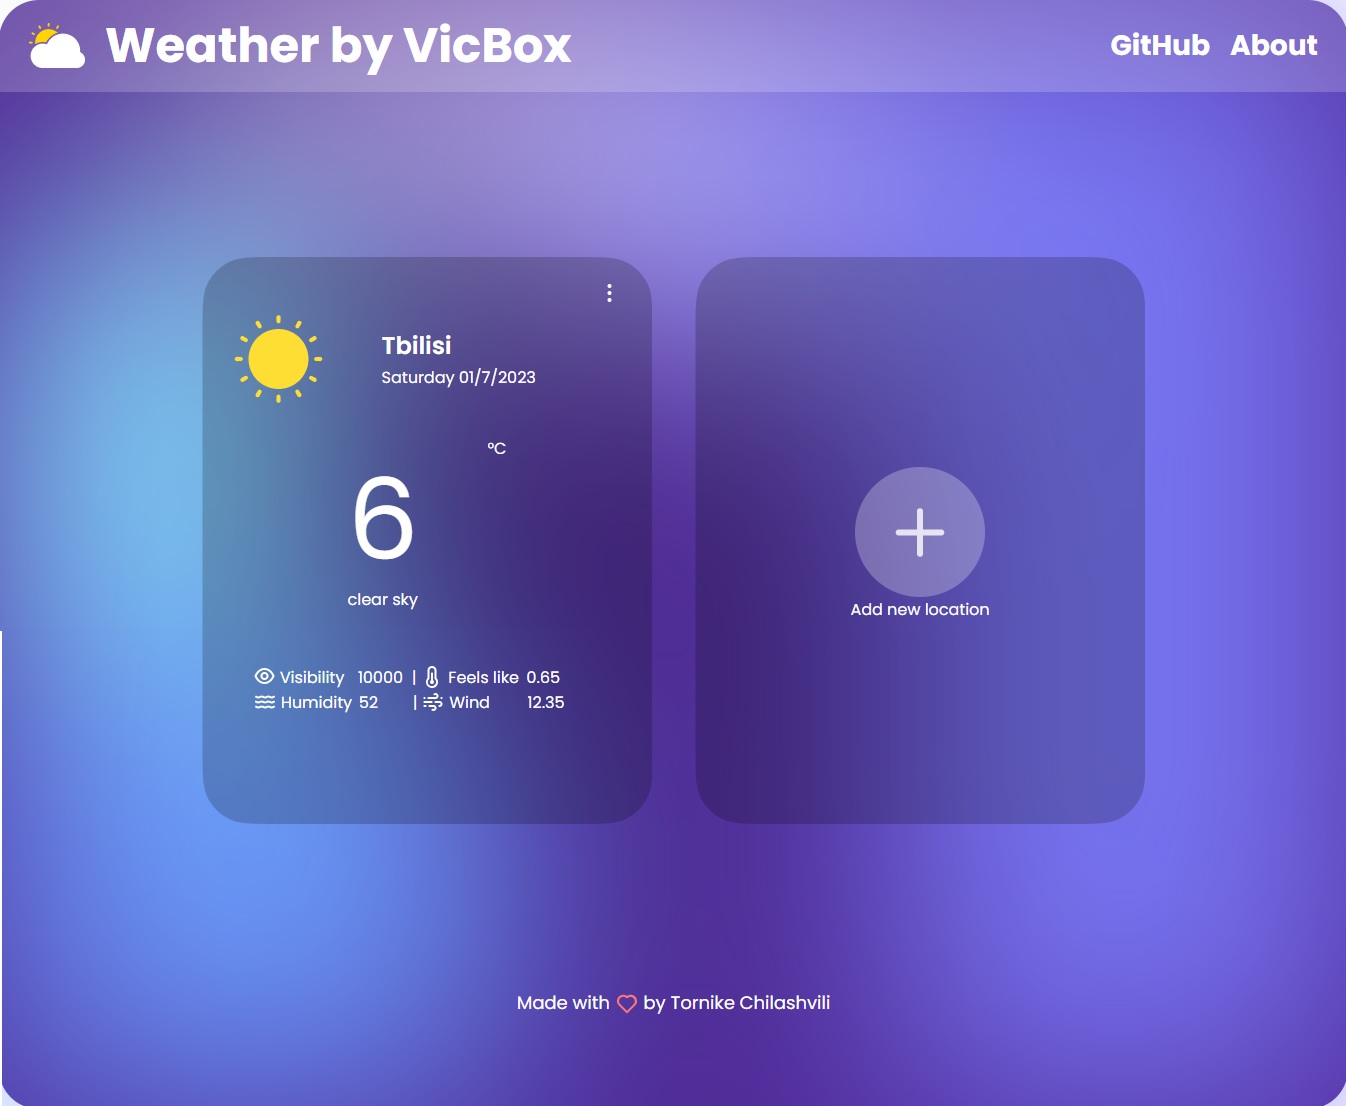 Weather by VicBox
GitHub About
Tbilisi
Saturday 01/7/2023
°C
6
clear sky
Visibility 10000 | Feels like 0.65
Humidity 52 | Wind 12.35
Add new location
Made with by Tornike Chilashvili